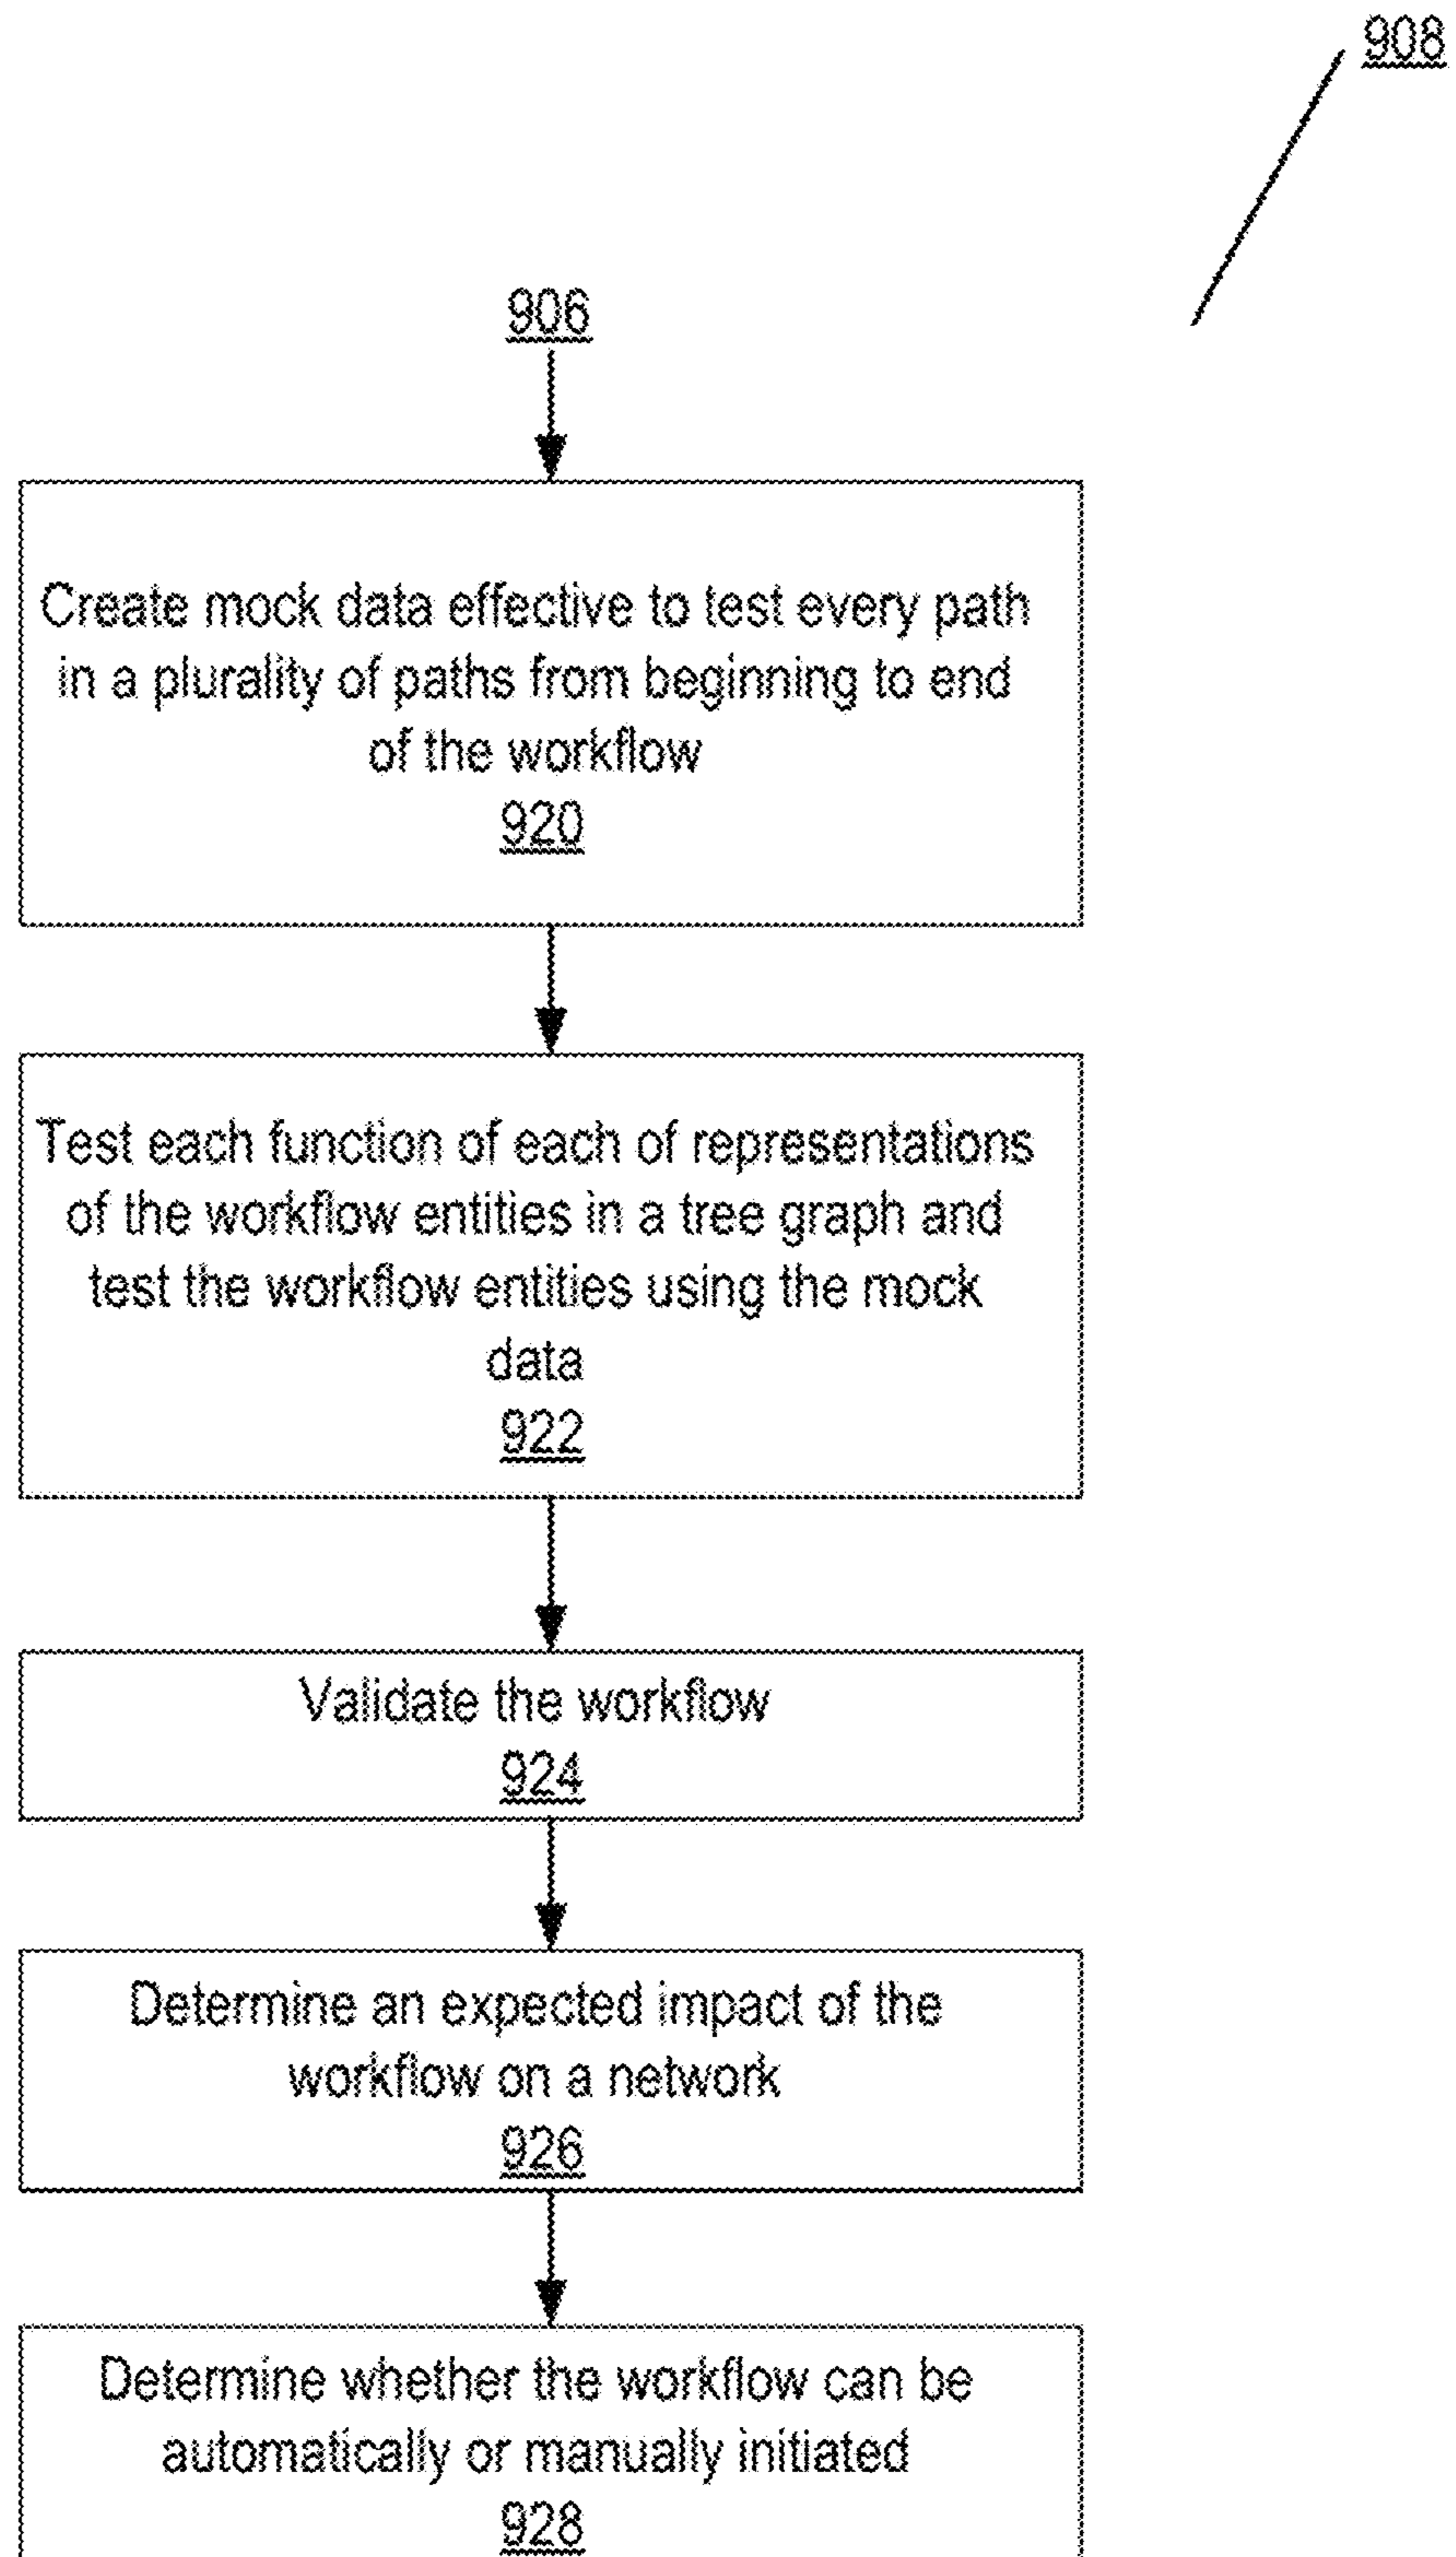 908
906
Create mock data effective to test every path
in a plurality of paths from beginning to end
of the workflow
920
Test each function of each of representations
of the workflow entities in a tree graph and
test the workflow entities using the mock
data
922
Validate the workflow
924
Determine an expected impact of the
workflow on a network
926
Determine whether the workflow can be
automatically or manually initiated
928